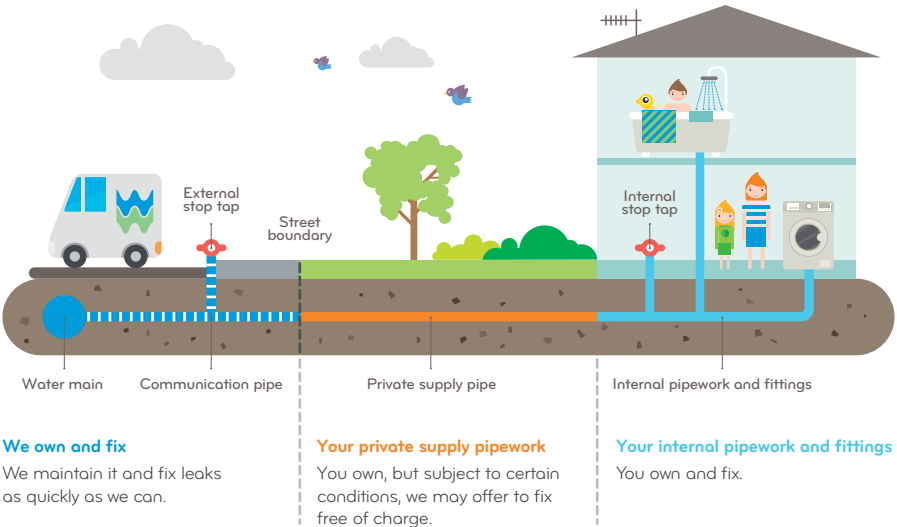 External
stop tap
Street
boundary
Internal
stop tap
Water main
Communication pipe
Private supply pipe
Internal pipework and fittings
We own and fix
We maintain it and fix leaks
as quickly as we can.
Your private supply pipework
You own, but subject to certain
conditions, we may offer to fix
free of charge.
Your internal pipework and fittings
You own and fix.